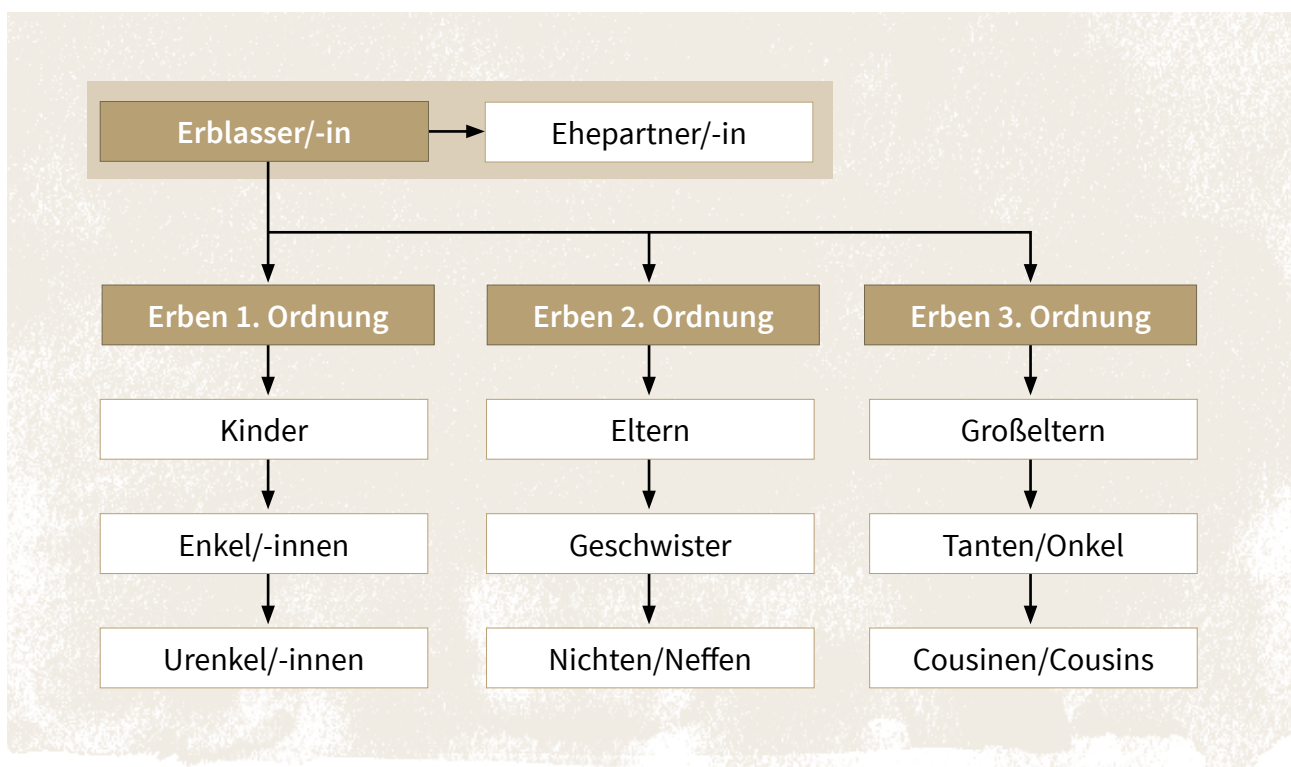 Erblasser/-in
Ehepartner/-in
Erben 1. Ordnung
Erben 2. Ordnung
Erben 3. Ordnung
Kinder
Eltern
Großeltern
Enkel/-innen
Geschwister
Tanten/Onkel
Urenkel/-innen
Nichten/Neffen
Cousinen/Cousins